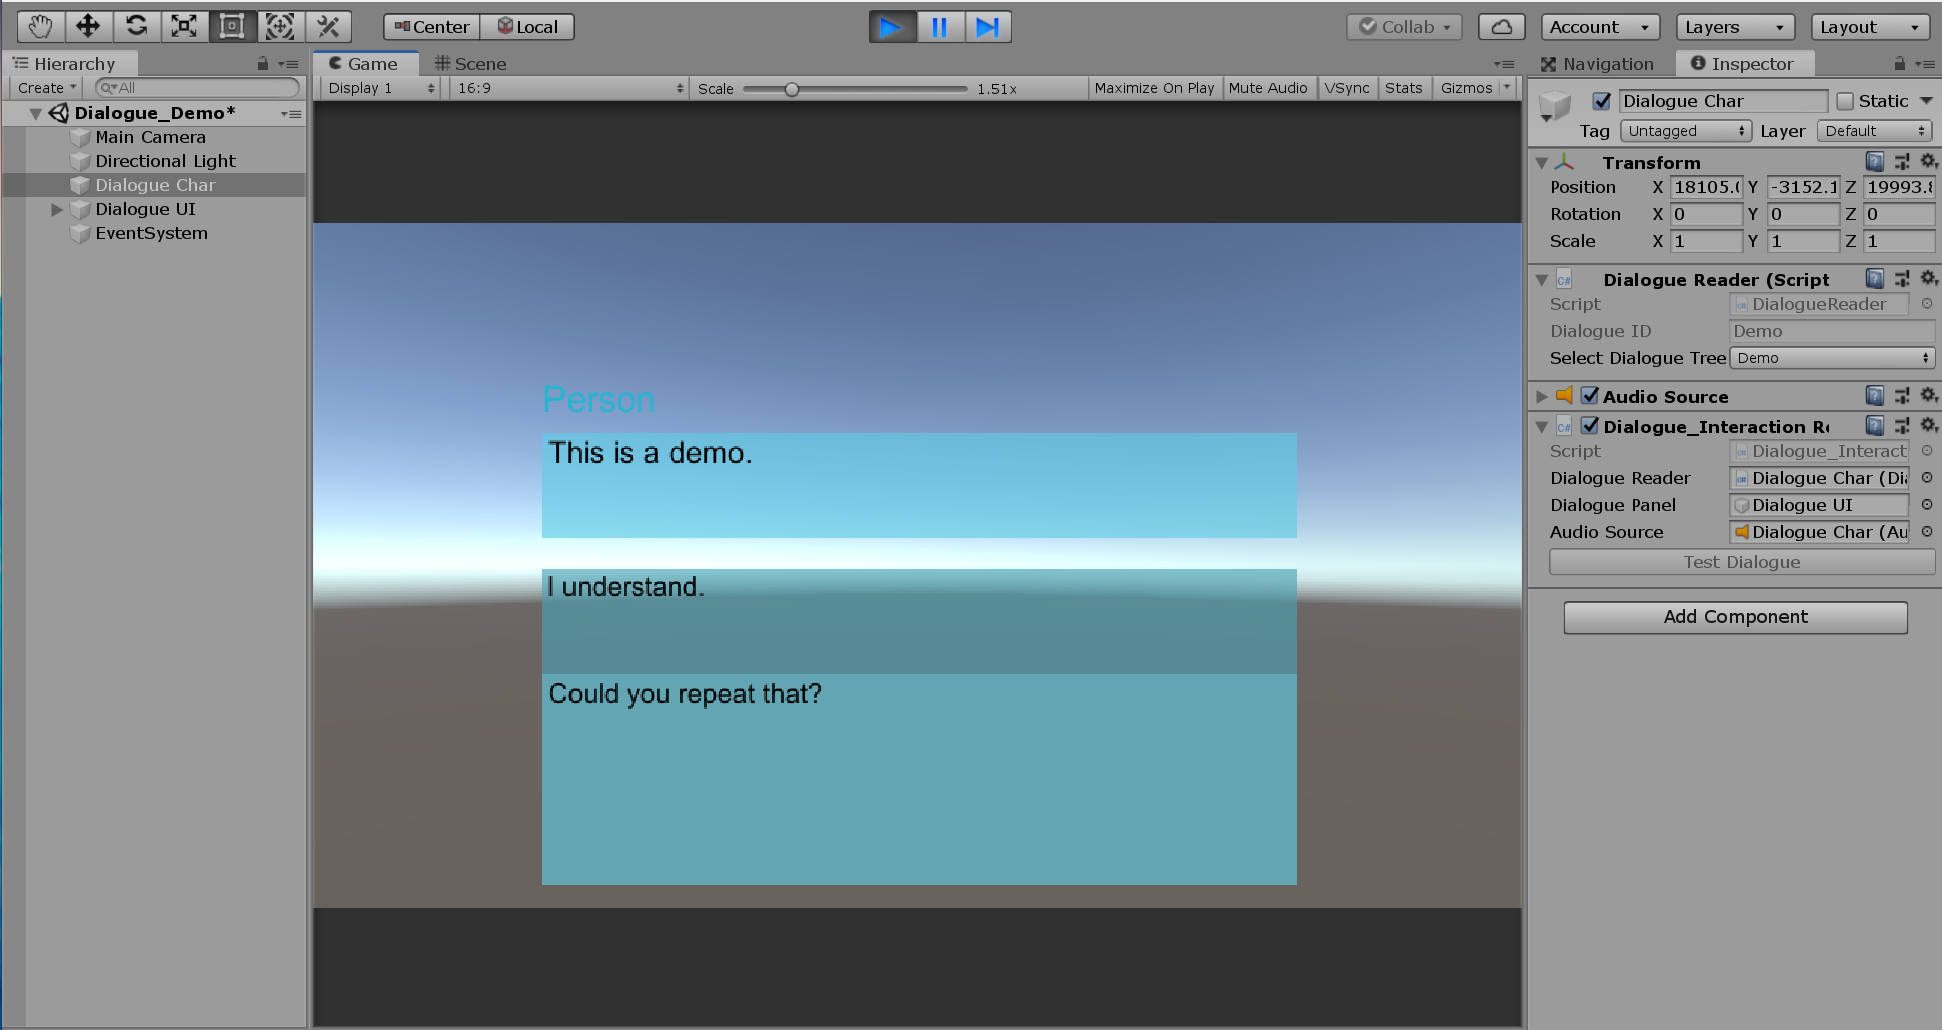 Center Local Collab Account Layers Layout
Hierarchy
Create All
Dialogue_Demo*
Main Camera
Directional Light
Dialogue Char
Dialogue UI
EventSystem
Game Scene
Display 1 16:9 Scale 1.51x Maximize On Play Mute Audio VSync Stats Gizmos
Person
This is a demo.
I understand.
Could you repeat that?
Navigation Inspector
Dialogue Char Static
Tag Untagged Layer Default
Transform
Position X 18105.( Y -3152.1 Z 19993.8
Rotation X 0 Y 0 Z 0
Scale X 1 Y 1 Z 1
Dialogue Reader (Script
Script DialogueReader
Dialogue ID Demo
Select Dialogue Tree Demo
Audio Source
Dialogue_Interaction R
Script Dialogue_Interact
Dialogue Reader Dialogue Char (Di
Dialogue Panel Dialogue UI
Audio Source Dialogue Char (Au
Test Dialogue
Add Component